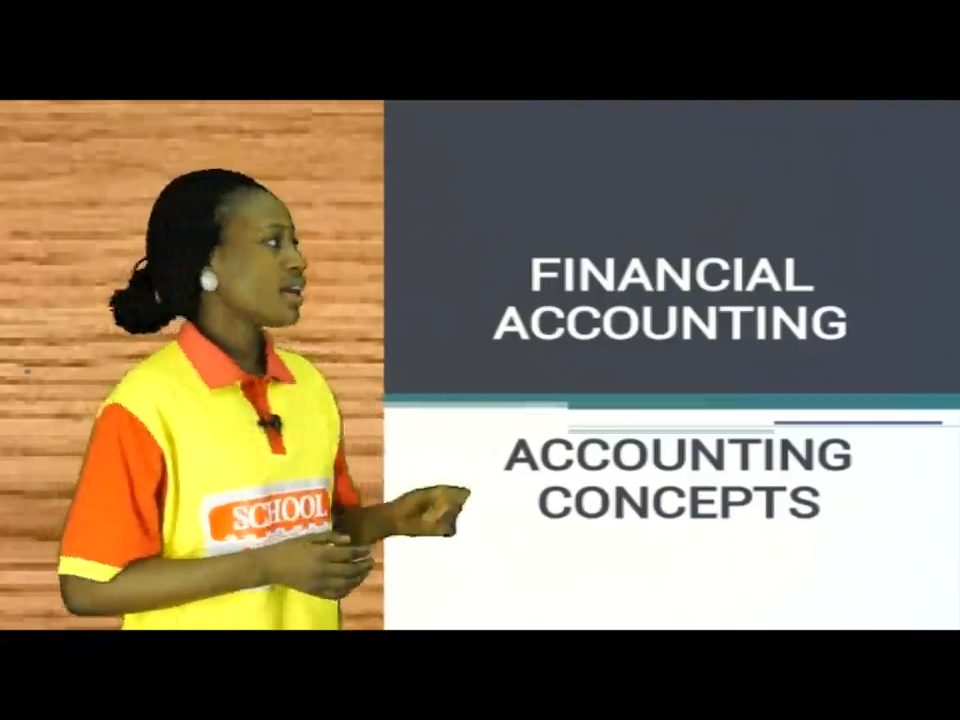 FINANCIAL
ACCOUNTING
ACCOUNTING
CONCEPTS
SCHOOL